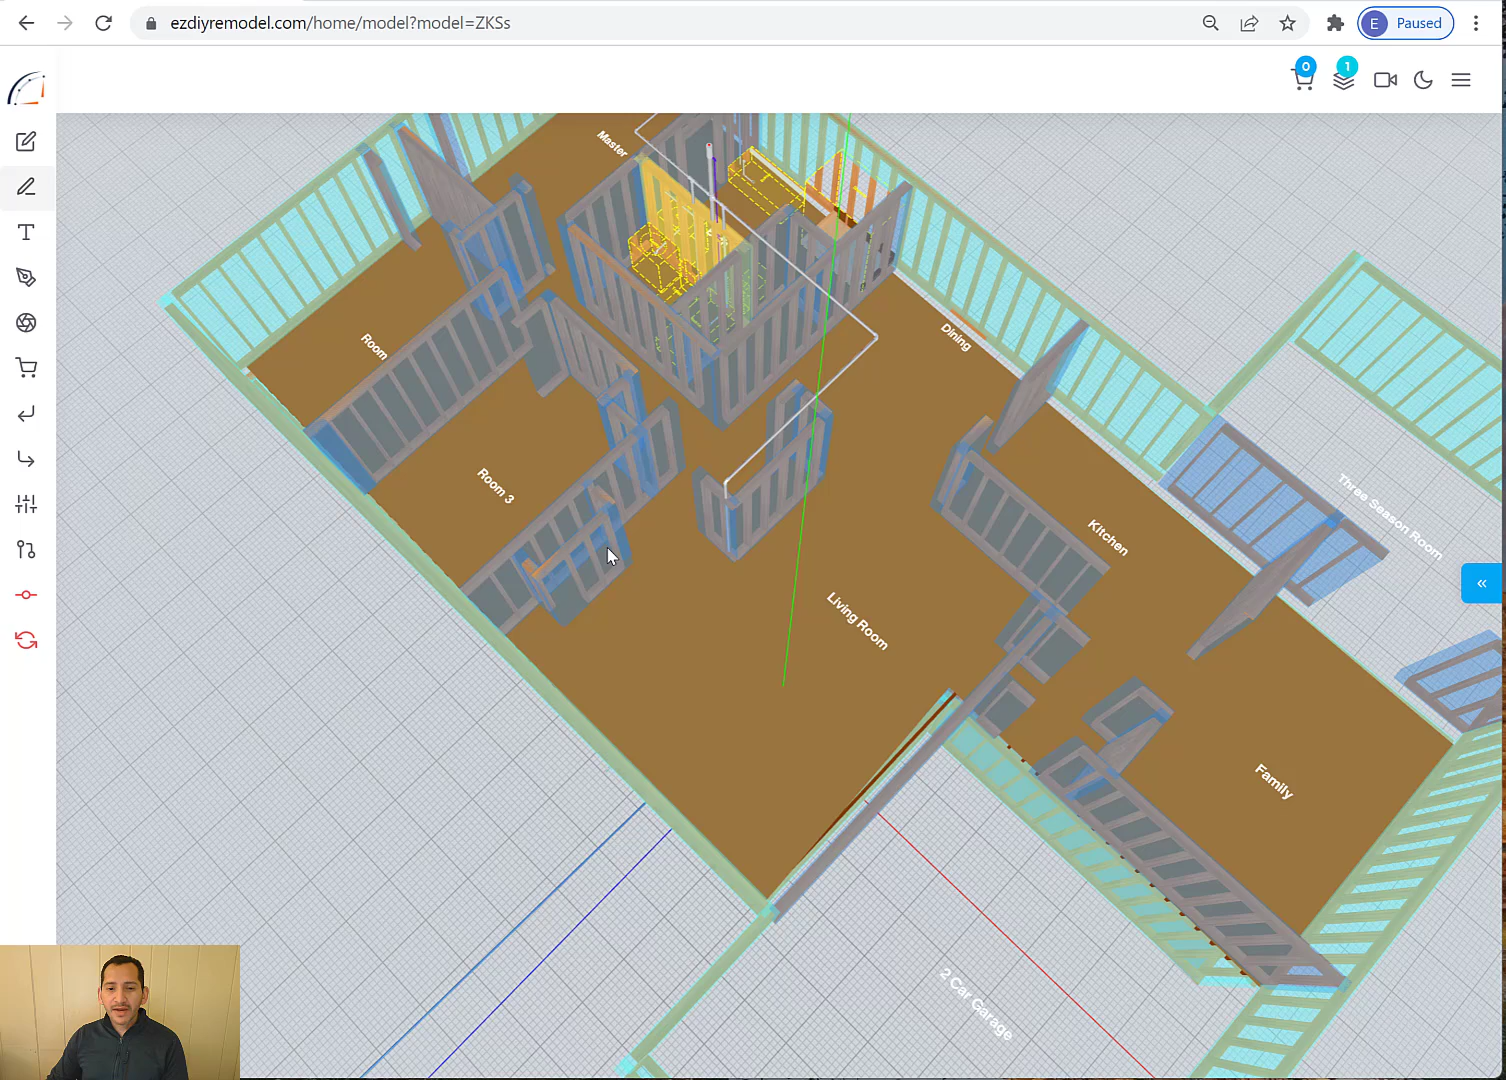 ezdiyremodel.com/home/model?model=ZKSs
E
Paused
0
1
T
Master
Room
Dining
Room 3
Three Season Room
Kitchen
Living Room
Family
2 Car Garage